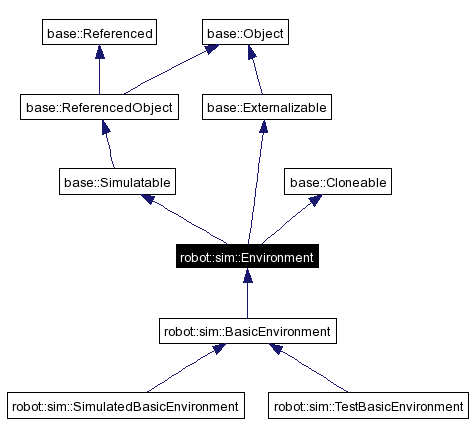 base::Referenced
base::Object
base::ReferencedObject
base::Externalizable
base::Simulatable
base::Cloneable
robot::sim::Environment
robot::sim::BasicEnvironment
robot::sim::SimulatedBasicEnvironment
robot::sim::TestBasicEnvironment